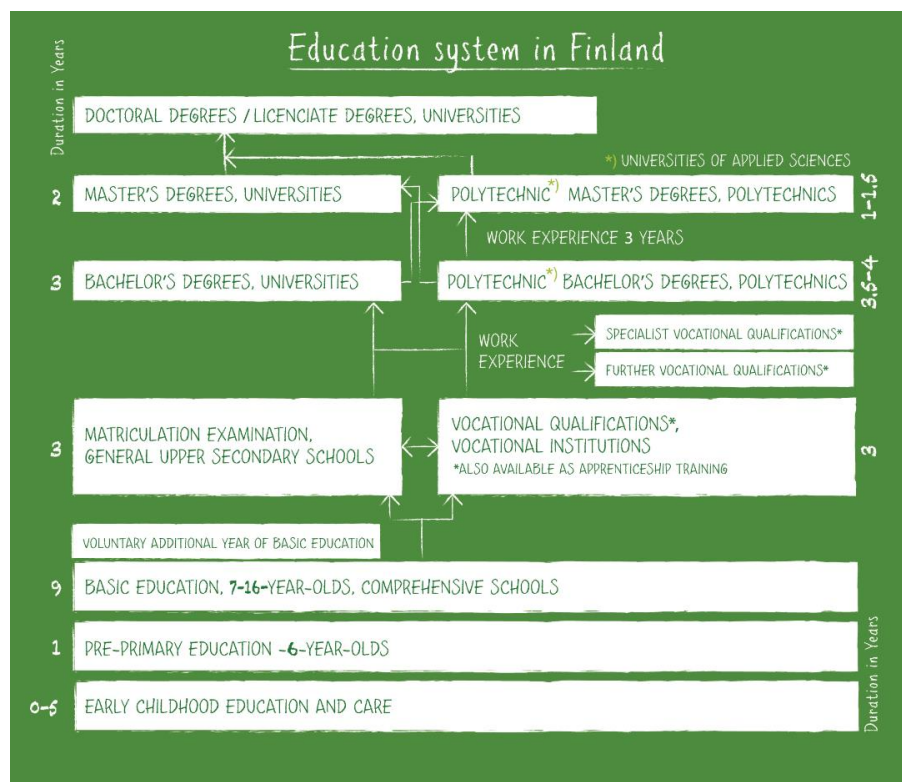 Education system in Finland
Duration in Years
DOCTORAL DEGREES / LICENCIATE DEGREES, UNIVERSITIES
*) UNIVERSITIES OF APPLIED SCIENCES
2
MASTER'S DEGREES, UNIVERSITIES
POLYTECHNIC*) MASTER'S DEGREES, POLYTECHNICS
1-1.5
WORK EXPERIENCE 3 YEARS
3
BACHELOR'S DEGREES, UNIVERSITIES
POLYTECHNIC*) BACHELOR'S DEGREES, POLYTECHNICS
3.5-4
WORK
EXPERIENCE
SPECIALIST VOCATIONAL QUALIFICATIONS*
FURTHER VOCATIONAL QUALIFICATIONS*
3
MATRICULATION EXAMINATION,
GENERAL UPPER SECONDARY SCHOOLS
VOCATIONAL QUALIFICATIONS*,
VOCATIONAL INSTITUTIONS
*ALSO AVAILABLE AS APPRENTICESHIP TRAINING
3
VOLUNTARY ADDITIONAL YEAR OF BASIC EDUCATION
9
BASIC EDUCATION, 7-16-YEAR-OLDS, COMPREHENSIVE SCHOOLS
1
PRE-PRIMARY EDUCATION -6-YEAR-OLDS
0-5
EARLY CHILDHOOD EDUCATION AND CARE
Duration in Years